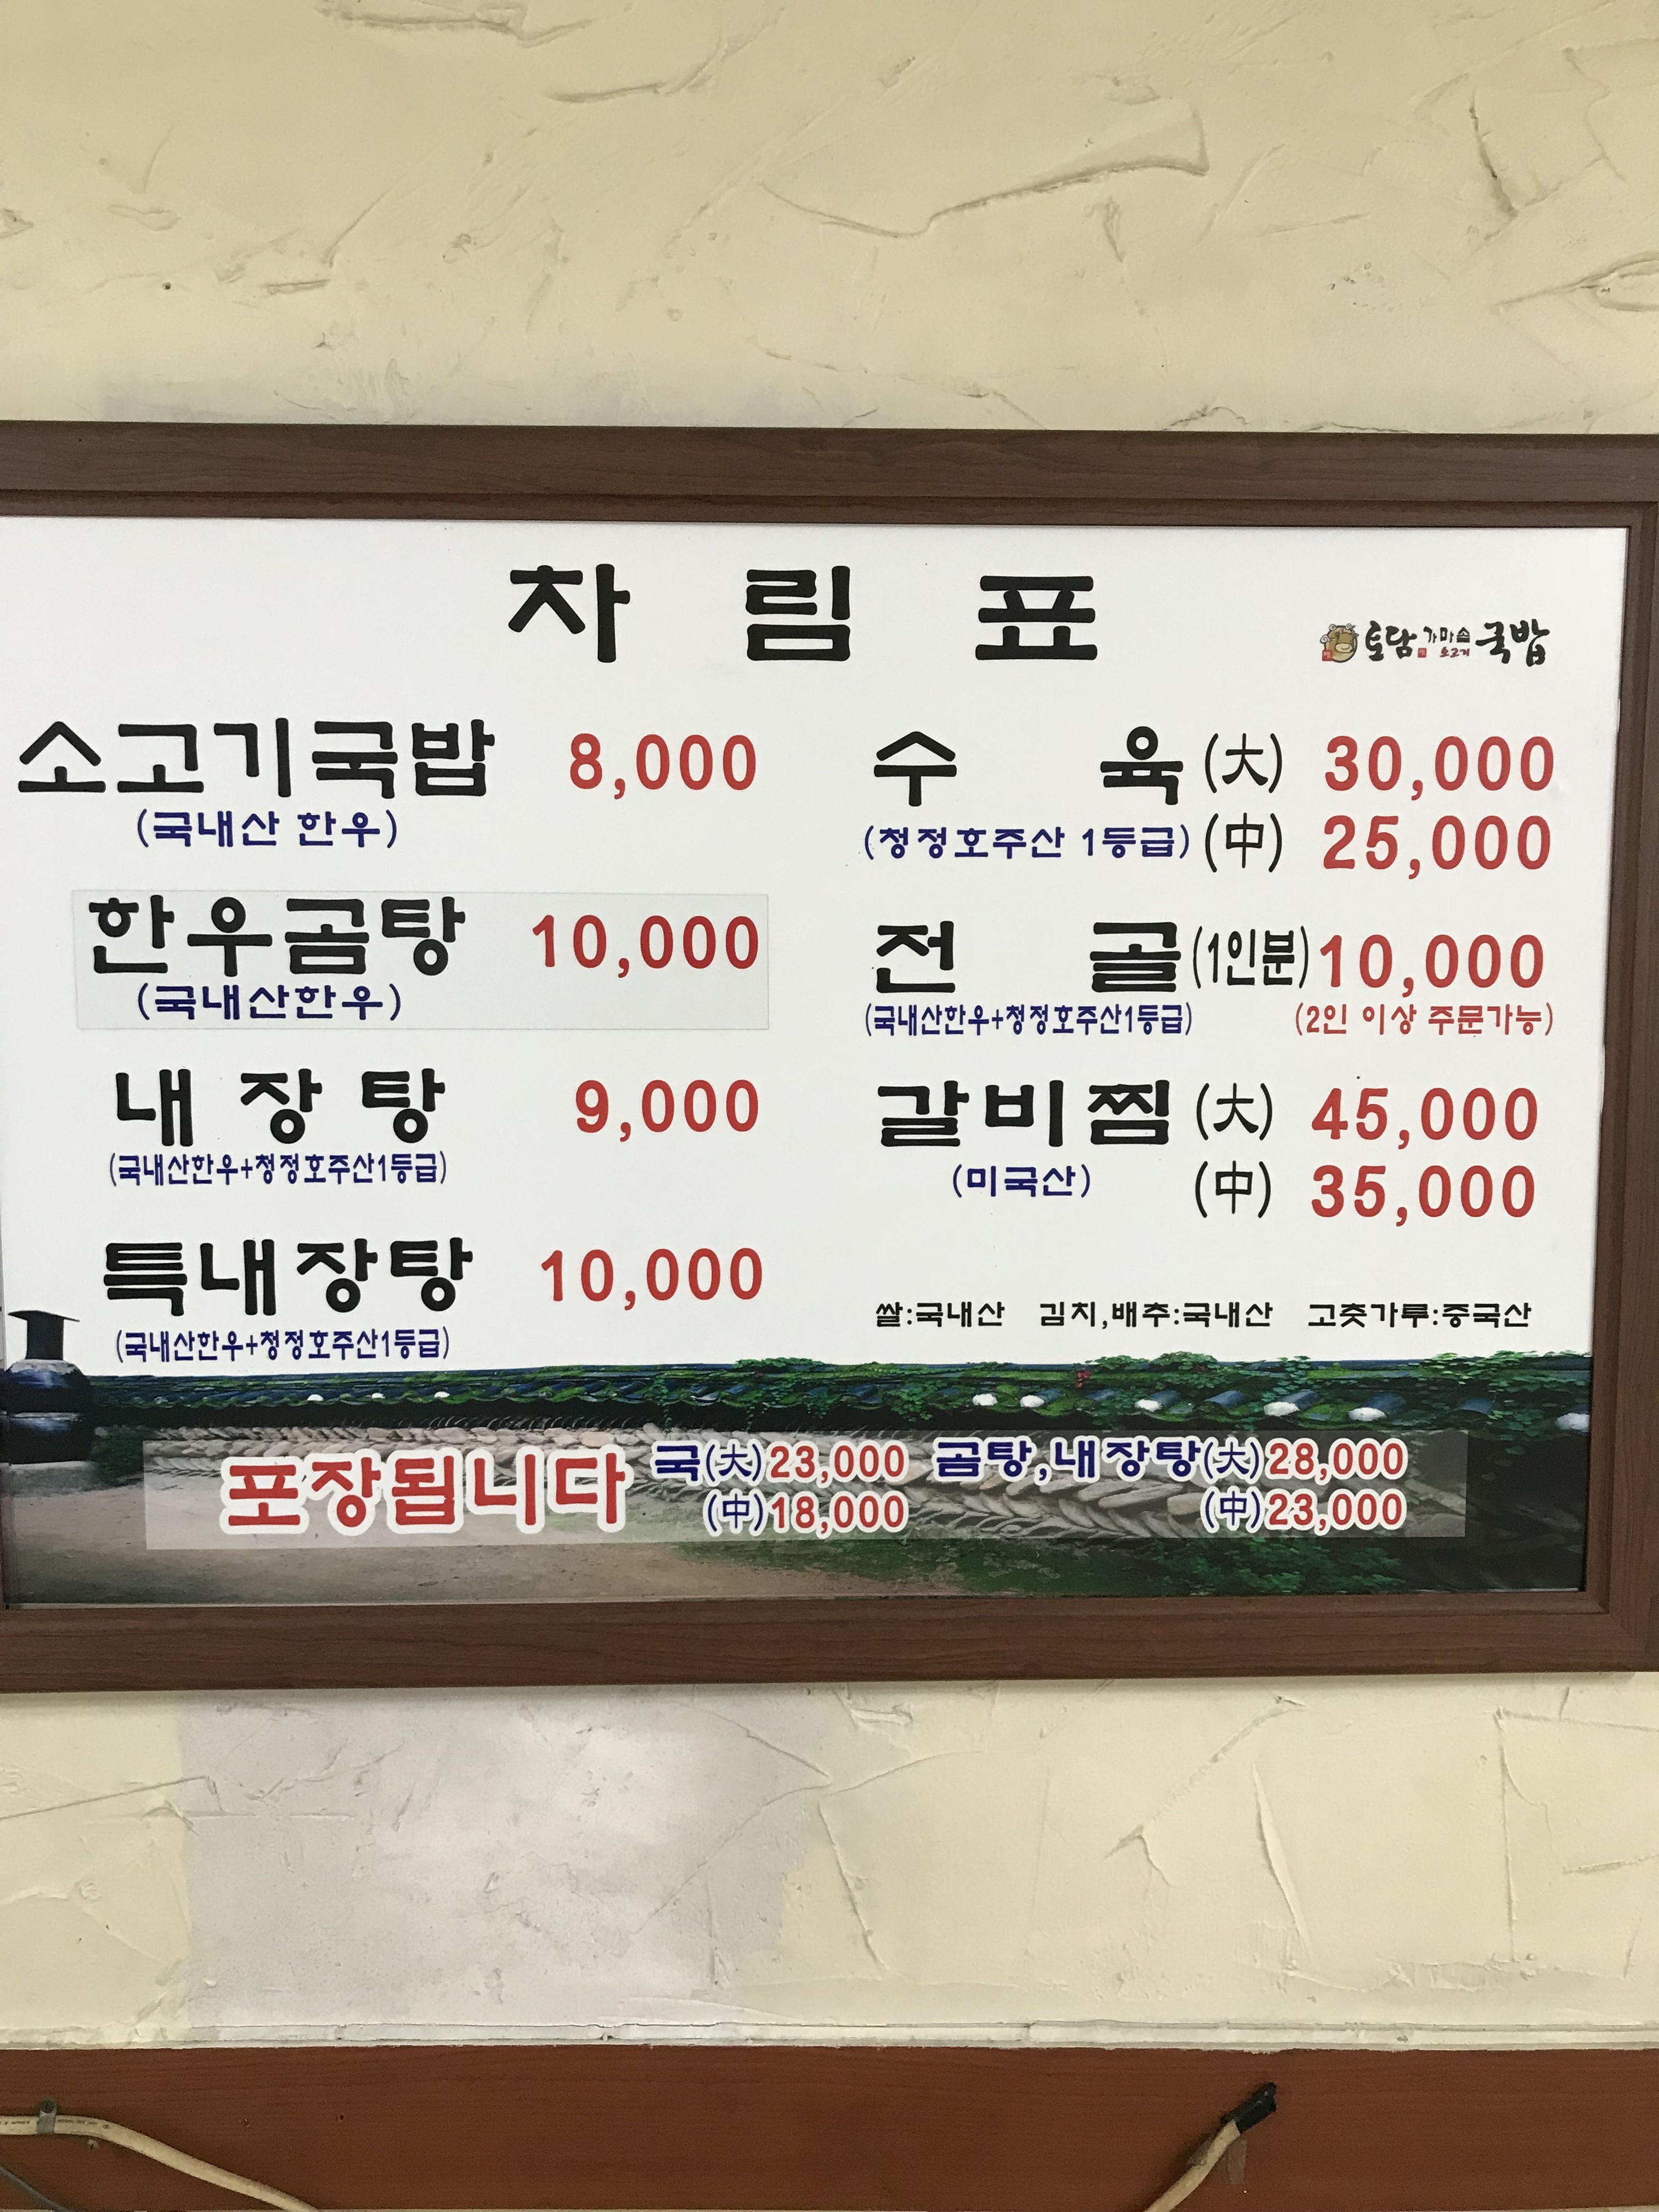 차 림 표
토담 가마솥 소고기 국밥
소고기국밥 8,000
(국내산 한우)
한우곰탕 10,000
(국내산한우)
내 장 탕 9,000
(국내산한우+청정호주산1등급)
특내장탕 10,000
(국내산한우+청정호주산1등급)
수 육 (大) 30,000
(청정호주산 1등급) (中) 25,000
전 골 (1인분) 10,000
(국내산한우+청정호주산1등급) (2인 이상 주문가능)
갈비찜 (大) 45,000
(미국산) (中) 35,000
쌀:국내산 김치,배추:국내산 고춧가루:중국산
포장됩니다 국(大)23,000 곰탕,내장탕(大)28,000
(中)18,000 (中)23,000